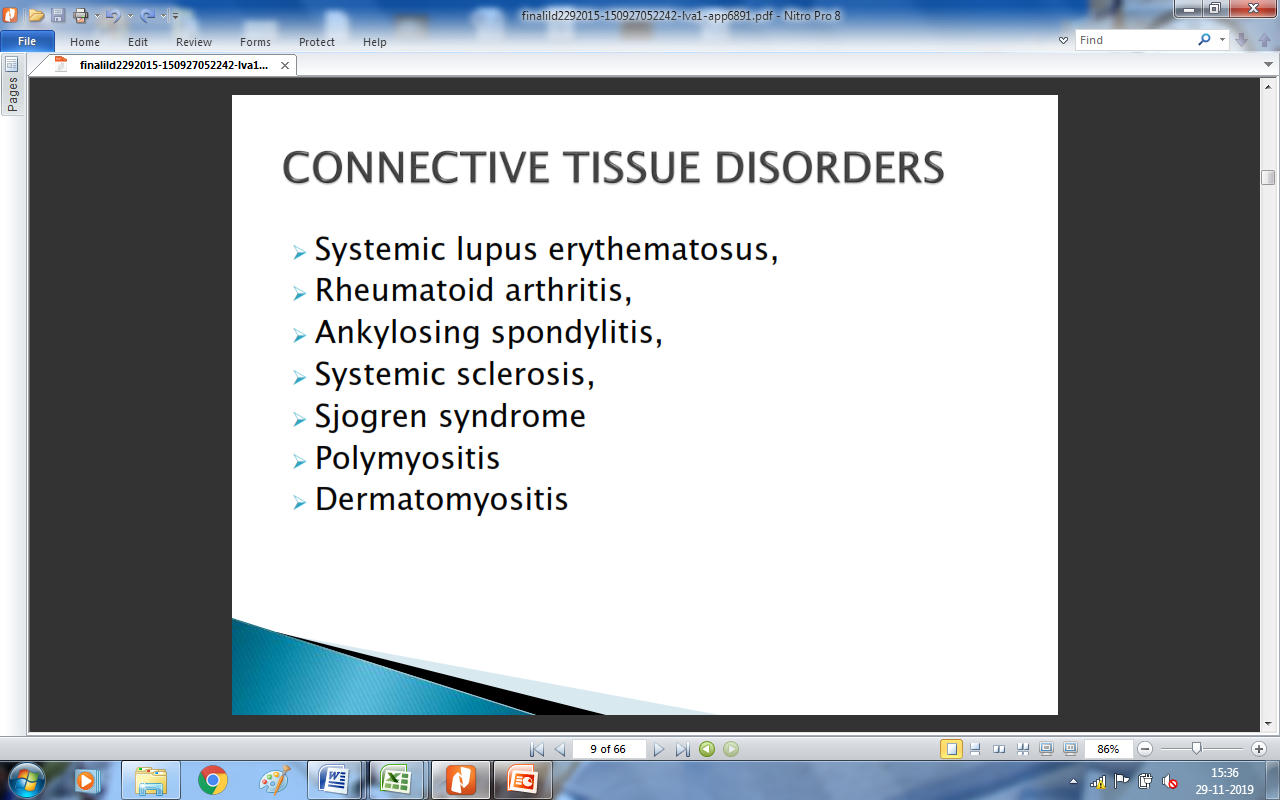 finalild2292015-150927052242-lva1-app6891.pdf - Nitro Pro 8
File Home Edit Review Forms Protect Help Find
finalild2292015-150927052242-lva1...
Pages
CONNECTIVE TISSUE DISORDERS
Systemic lupus erythematosus,
Rheumatoid arthritis,
Ankylosing spondylitis,
Systemic sclerosis,
Sjogren syndrome
Polymyositis
Dermatomyositis
9 of 66 86%
15:36
29-11-2019